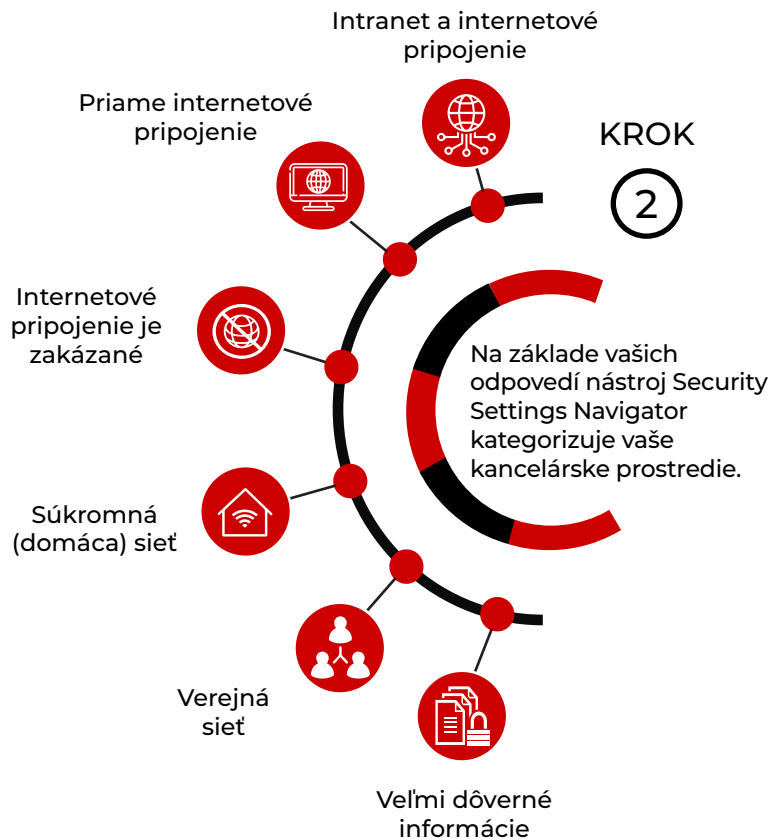 Intranet a internetové
pripojenie
Priame internetové
pripojenie
KROK
2
Internetové
pripojenie je
zakázané
Na základe vašich
odpovedí nástroj Security
Settings Navigator
kategorizuje vaše
kancelárske prostredie.
Súkromná
(domáca) sieť
Verejná
sieť
Veľmi dôverné
informácie